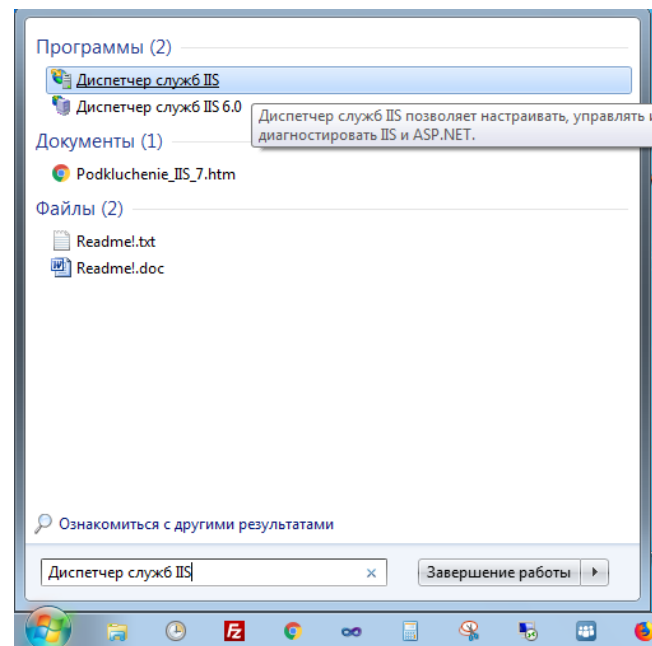 Программы (2)
Диспетчер служб IIS
Диспетчер служб IIS 6.0
Диспетчер служб IIS позволяет настраивать, управлять и
диагностировать IIS и ASP.NET.
Документы (1)
Podkluchenie_IIS_7.htm
Файлы (2)
Readme!.txt
Readme!.doc
Ознакомиться с другими результатами
Диспетчер служб IIS
Завершение работы